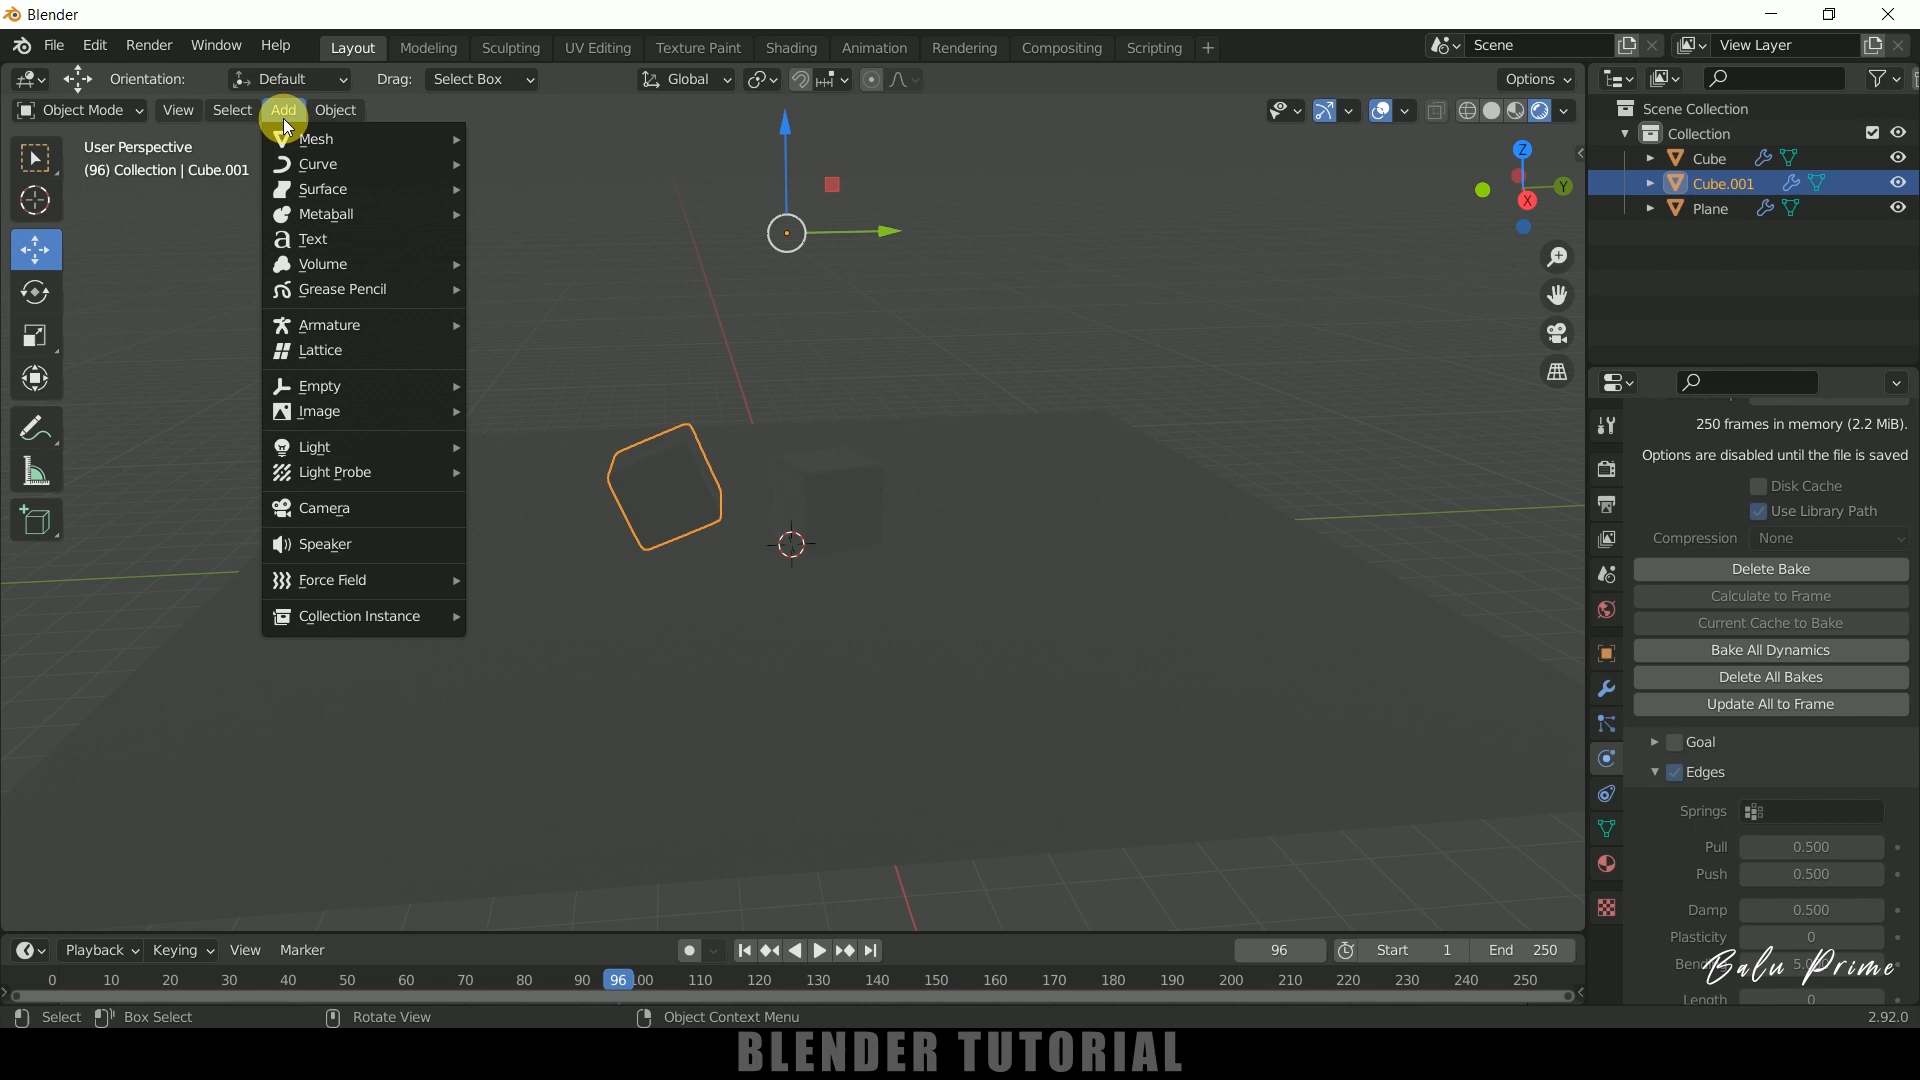 Blender
File Edit Render Window Help Layout Modeling Sculpting UV Editing Texture Paint Shading Animation Rendering Compositing Scripting + Scene View Layer
Orientation: Default Drag: Select Box Global Options
Object Mode View Select Add Object
Scene Collection
Collection
Cube
Cube.001
Plane
User Perspective
(96) Collection | Cube.001
Mesh
Curve
Surface
Metaball
Text
Volume
Grease Pencil
Armature
Lattice
Empty
Image
Light
Light Probe
Camera
Speaker
Force Field
Collection Instance
Z
Y
X
250 frames in memory (2.2 MiB).
Options are disabled until the file is saved
Disk Cache
Use Library Path
Compression None
Delete Bake
Calculate to Frame
Current Cache to Bake
Bake All Dynamics
Delete All Bakes
Update All to Frame
Goal
Edges
Springs
Pull 0.500
Push 0.500
Damp 0.500
Plasticity 0
Balu Prime
Length 0
Playback Keying View Marker 96 Start 1 End 250
0 10 20 30 40 50 60 70 80 90 96 110 120 130 140 150 160 170 180 190 200 210 220 230 240 250
Select Box Select Rotate View Object Context Menu 2.92.0
BLENDER TUTORIAL